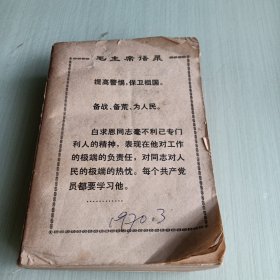 毛主席语录
提高警惕，保卫祖国。
备战、备荒、为人民。
白求恩同志毫不利己专门
利人的精神，表现在他对工作
的极端的负责任，对同志对人
民的极端的热忱。每个共产党
员都要学习他。
…………
1970.3